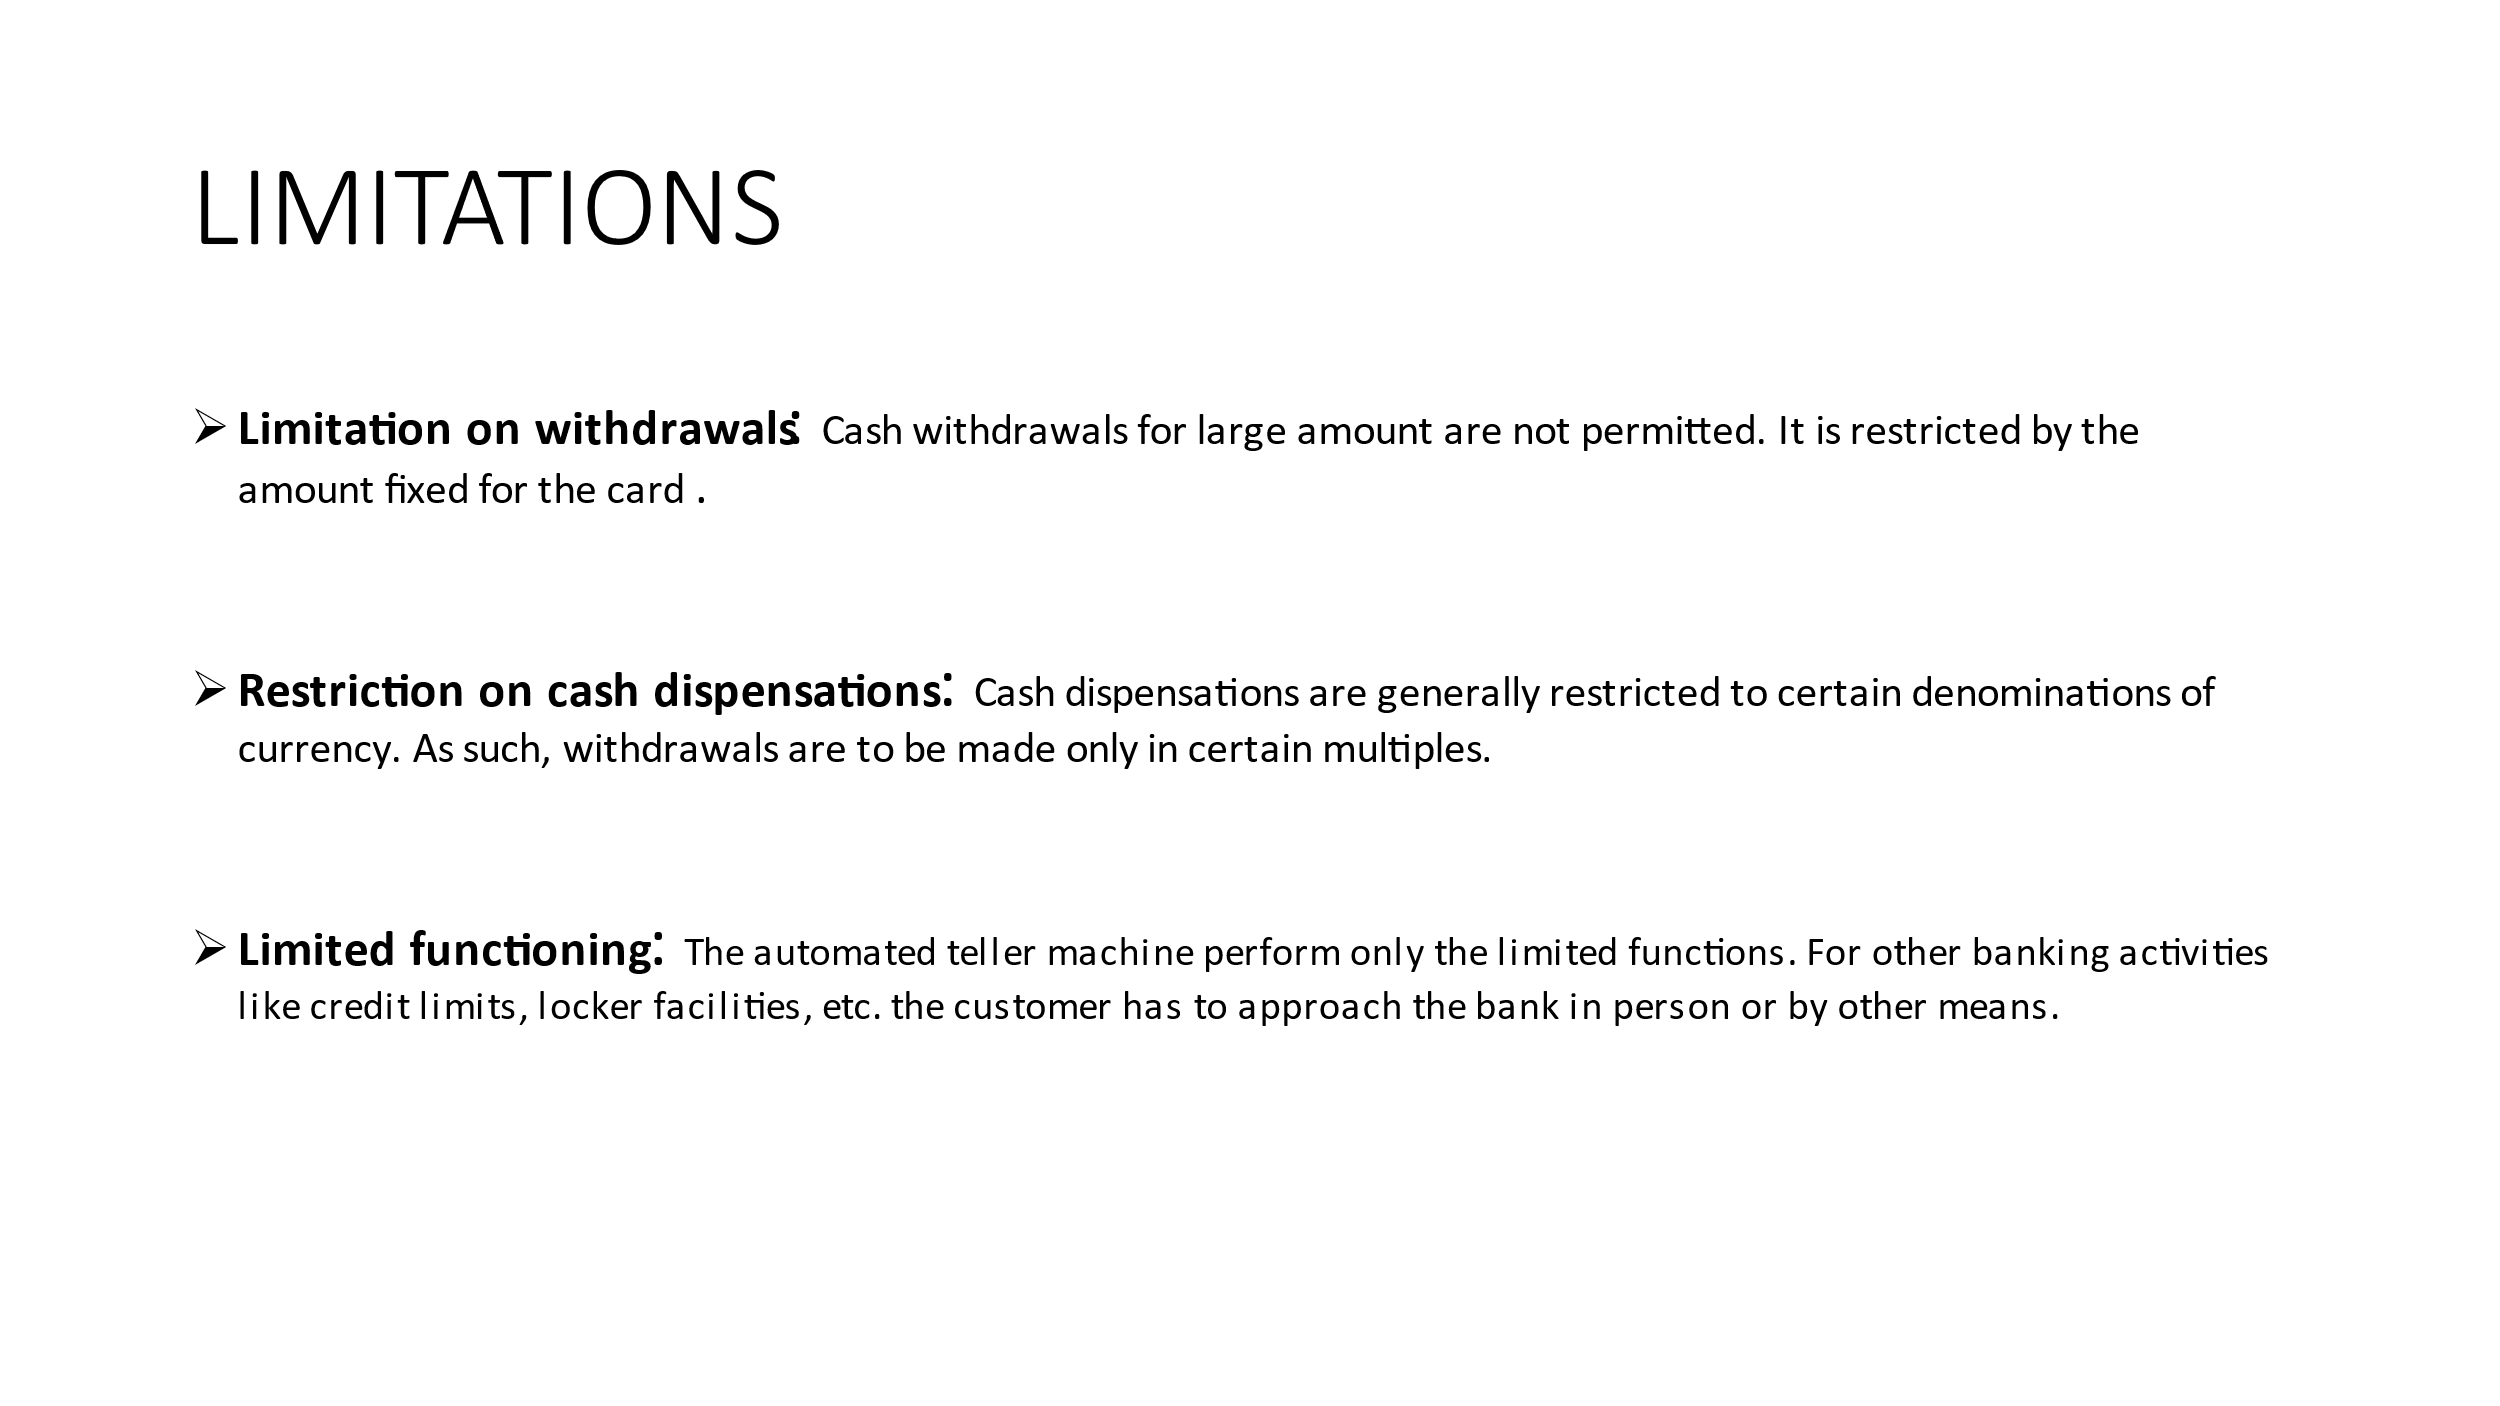 LIMITATIONS
➢ Limitation on withdrawals: Cash withdrawals for large amount are not permitted. It is restricted by the
amount fixed for the card .
➢ Restriction on cash dispensations: Cash dispensations are generally restricted to certain denominations of
currency. As such, withdrawals are to be made only in certain multiples.
➢ Limited functioning: The automated teller machine perform only the limited functions. For other banking activities
like credit limits, locker facilities, etc. the customer has to approach the bank in person or by other means.